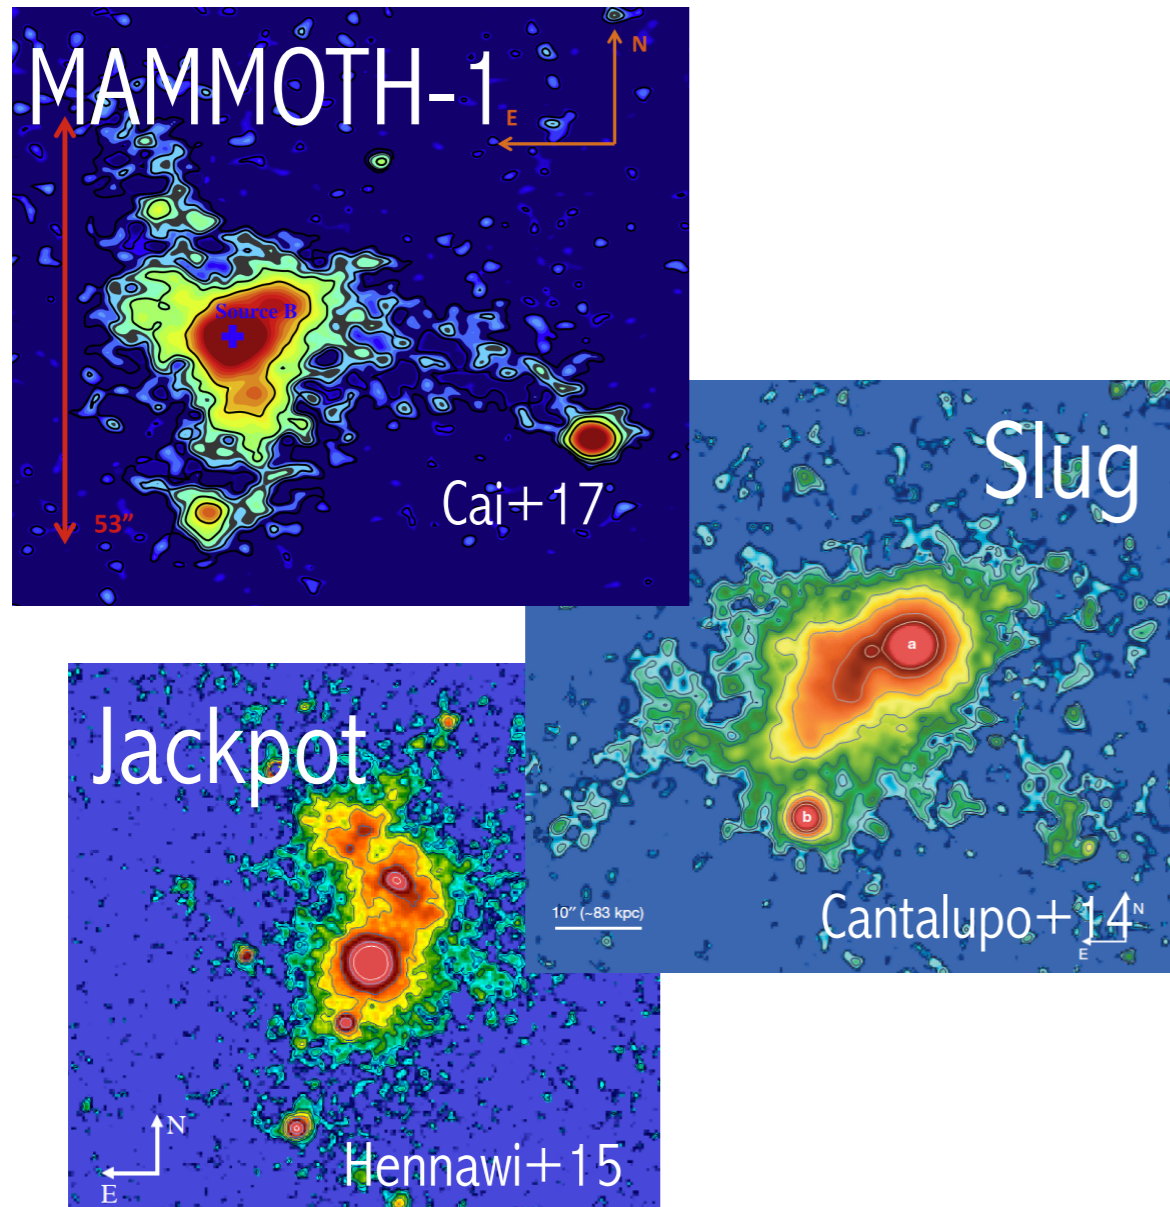 MAMMOTH-1
N
E
Source B
Cai+17
53”
Slug
a
b
10″ (~83 kpc)
Cantalupo+14
N
E
Jackpot
N
E
Hennawi+15